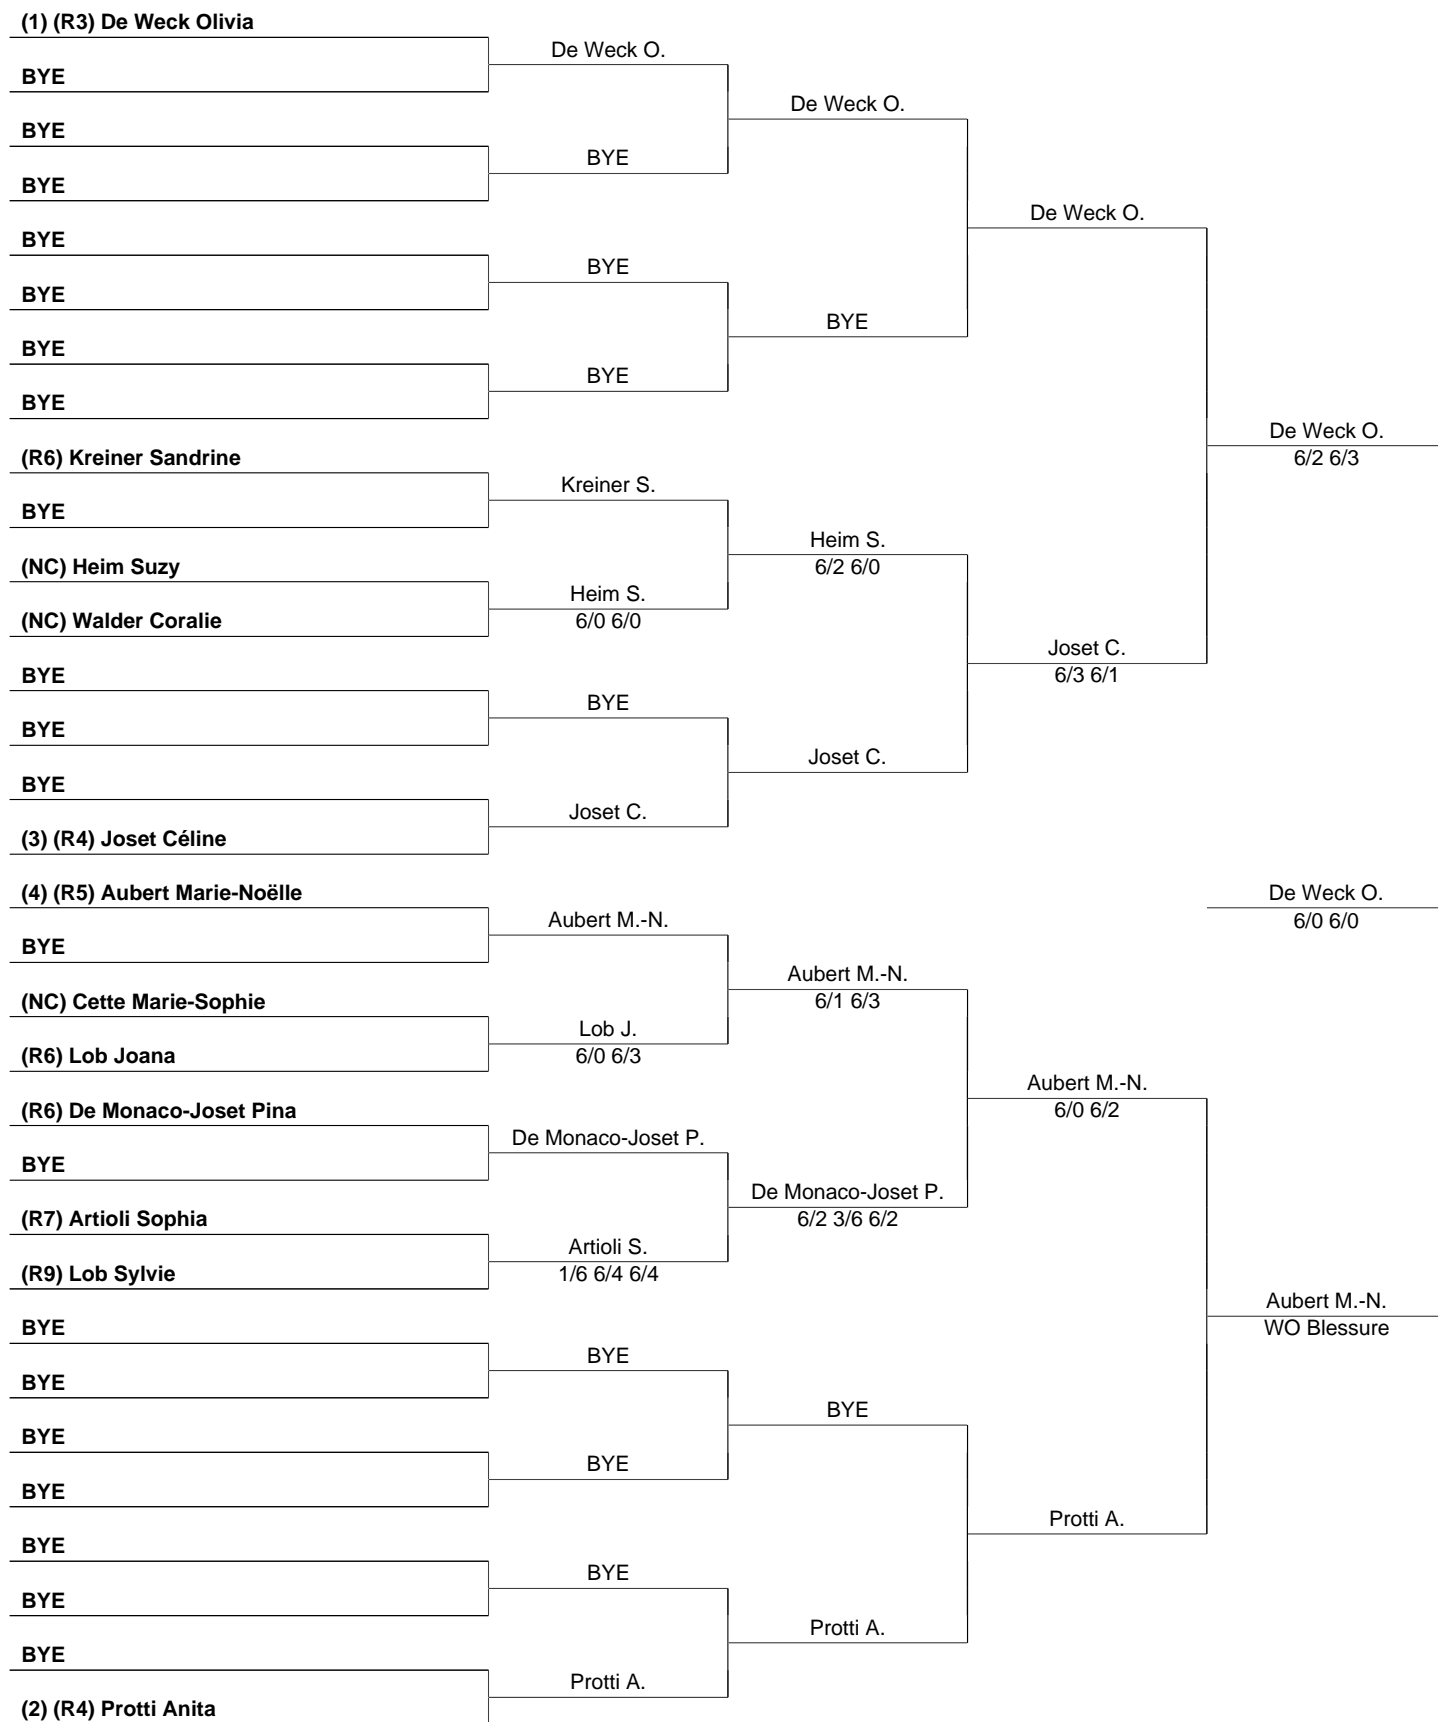 (1) (R3) De Weck Olivia
BYE
BYE
BYE
BYE
BYE
BYE
BYE
(R6) Kreiner Sandrine
BYE
(NC) Heim Suzy
(NC) Walder Coralie
BYE
BYE
BYE
(3) (R4) Joset Céline
(4) (R5) Aubert Marie-Noëlle
BYE
(NC) Cette Marie-Sophie
(R6) Lob Joana
(R6) De Monaco-Joset Pina
BYE
(R7) Artioli Sophia
(R9) Lob Sylvie
BYE
BYE
BYE
BYE
BYE
BYE
BYE
(2) (R4) Protti Anita
De Weck O.
BYE
BYE
BYE
Kreiner S.
Heim S.
6/0 6/0
BYE
Joset C.
Aubert M.-N.
Lob J.
6/0 6/3
De Monaco-Joset P.
Artioli S.
1/6 6/4 6/4
BYE
BYE
BYE
Protti A.
De Weck O.
BYE
Heim S.
6/2 6/0
Joset C.
Aubert M.-N.
6/1 6/3
De Monaco-Joset P.
6/2 3/6 6/2
BYE
Protti A.
De Weck O.
Joset C.
6/3 6/1
Aubert M.-N.
6/0 6/2
Protti A.
De Weck O.
6/2 6/3
De Weck O.
6/0 6/0
Aubert M.-N.
WO Blessure